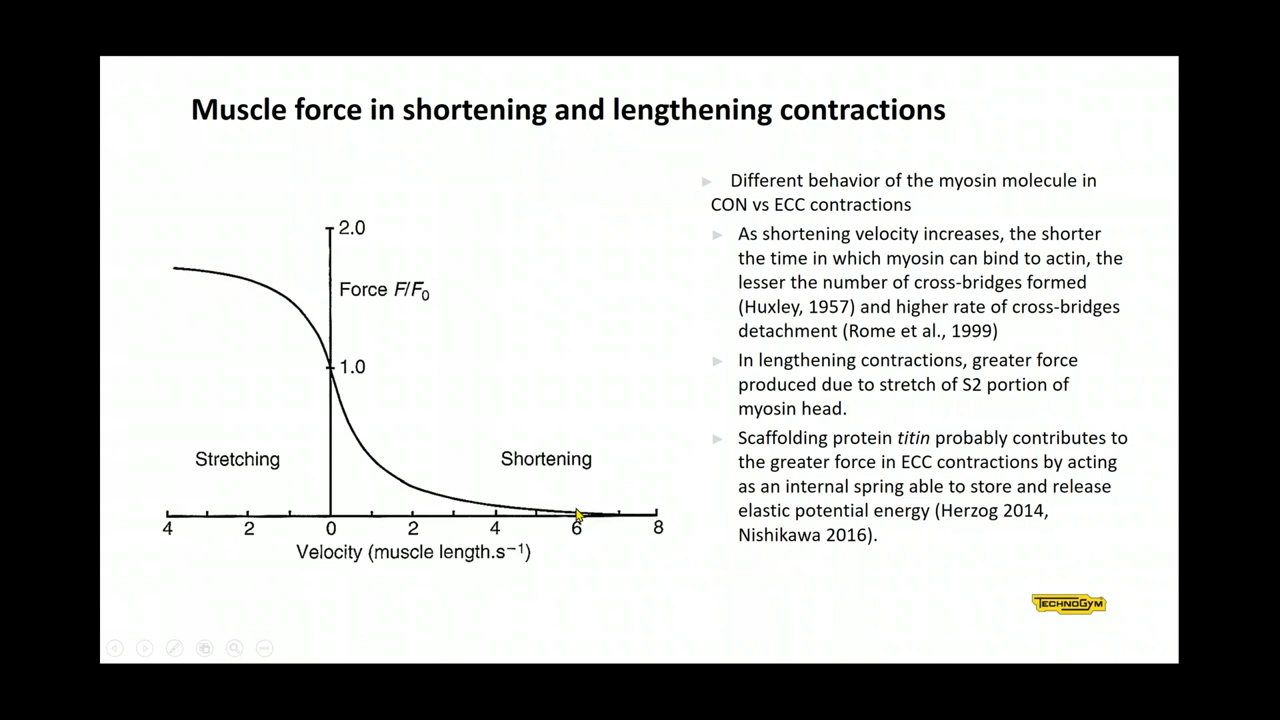 Muscle force in shortening and lengthening contractions
2.0
Force F/F₀
1.0
Stretching
Shortening
4 2 0 2 4 6 8
Velocity (muscle length.s⁻¹)
Different behavior of the myosin molecule in
CON vs ECC contractions
As shortening velocity increases, the shorter
the time in which myosin can bind to actin, the
lesser the number of cross-bridges formed
(Huxley, 1957) and higher rate of cross-bridges
detachment (Rome et al., 1999)
In lengthening contractions, greater force
produced due to stretch of S2 portion of
myosin head.
Scaffolding protein titin probably contributes to
the greater force in ECC contractions by acting
as an internal spring able to store and release
elastic potential energy (Herzog 2014,
Nishikawa 2016).
TECHNOGYM